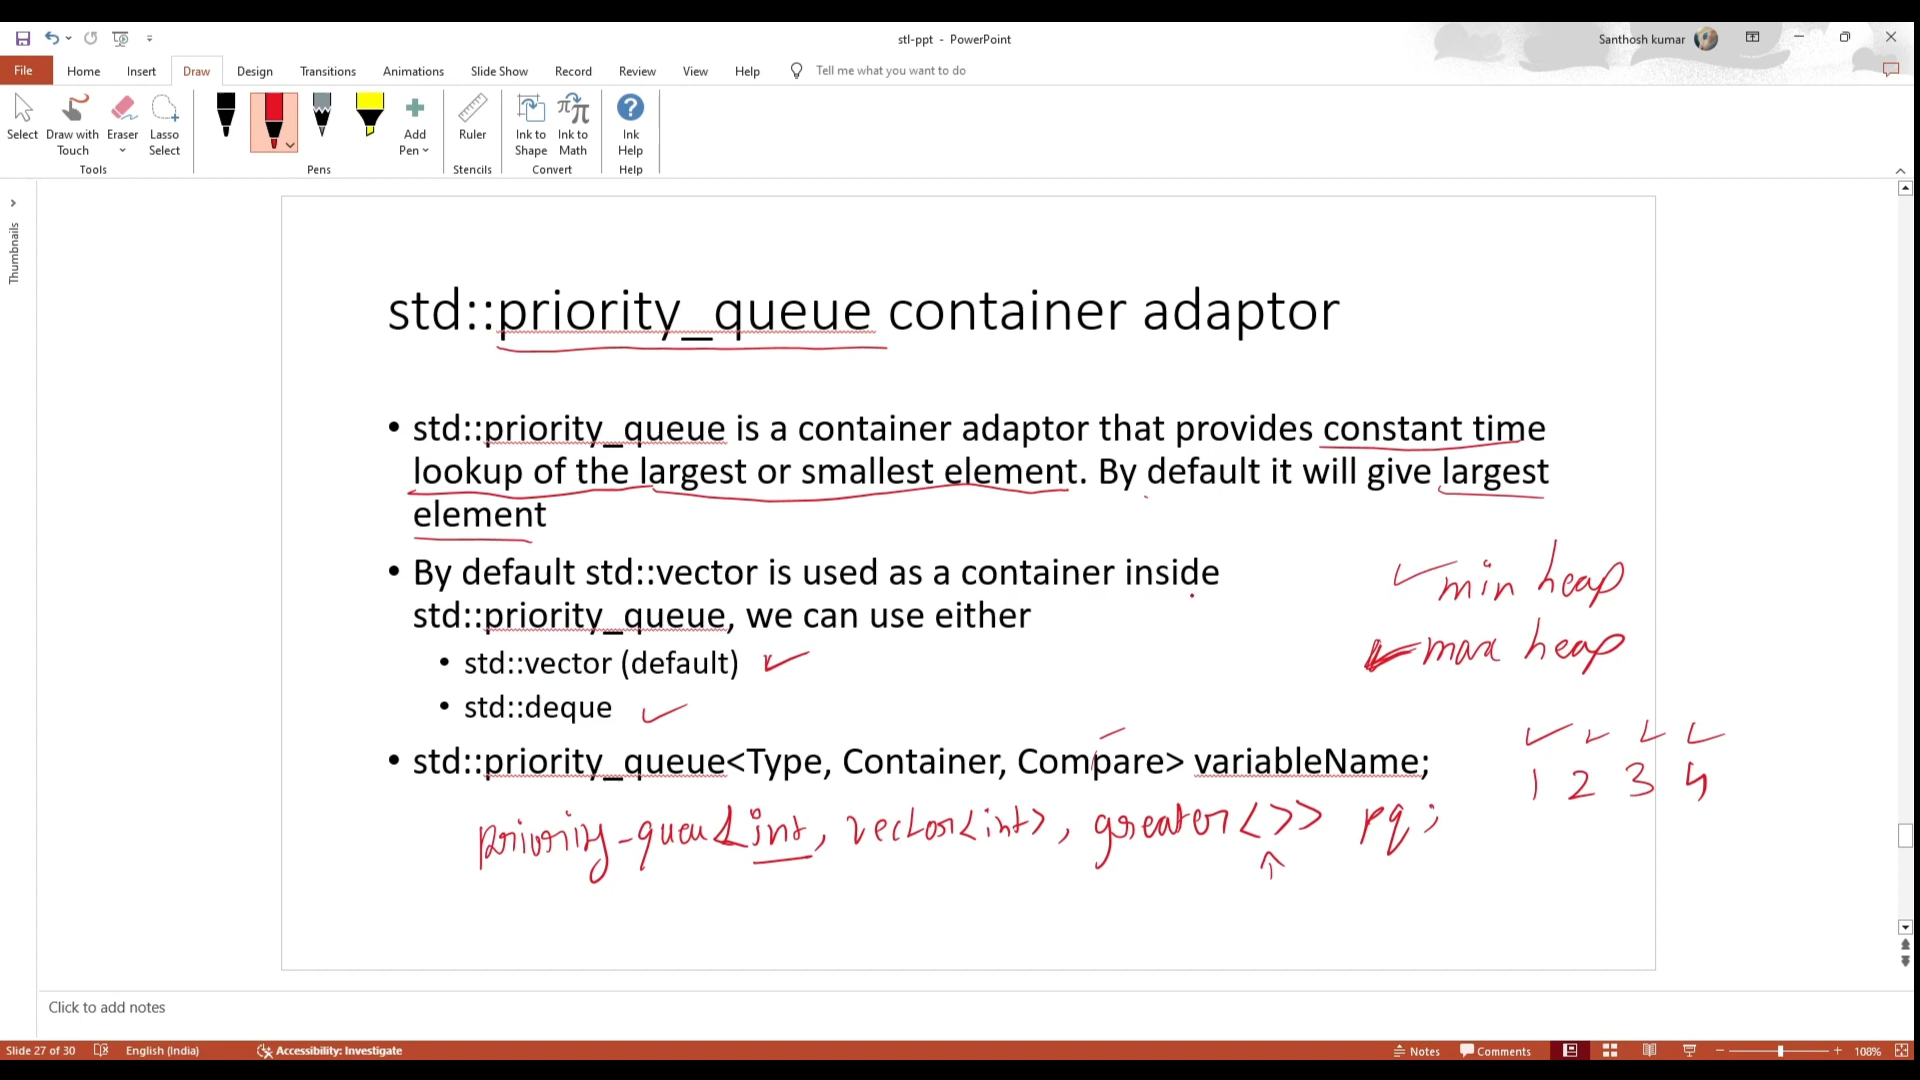 stl-ppt - PowerPoint
Santhosh kumar
File Home Insert Draw Design Transitions Animations Slide Show Record Review View Help Tell me what you want to do
Select Draw with Touch Eraser Lasso Select Add Pen Ruler Ink to Shape Ink to Math Ink Help
Tools Pens Stencils Convert Help
Thumbnails
std::priority_queue container adaptor
• std::priority_queue is a container adaptor that provides constant time
lookup of the largest or smallest element. By default it will give largest
element
• By default std::vector is used as a container inside
std::priority_queue, we can use either
min heap
max heap
• std::vector (default)
• std::deque
• std::priority_queue<Type, Container, Compare> variableName;
1 2 3 4
priority-queu<int, vector<int>, greater<>> pq;
Click to add notes
Slide 27 of 30 English (India) Accessibility: Investigate Notes Comments 108%